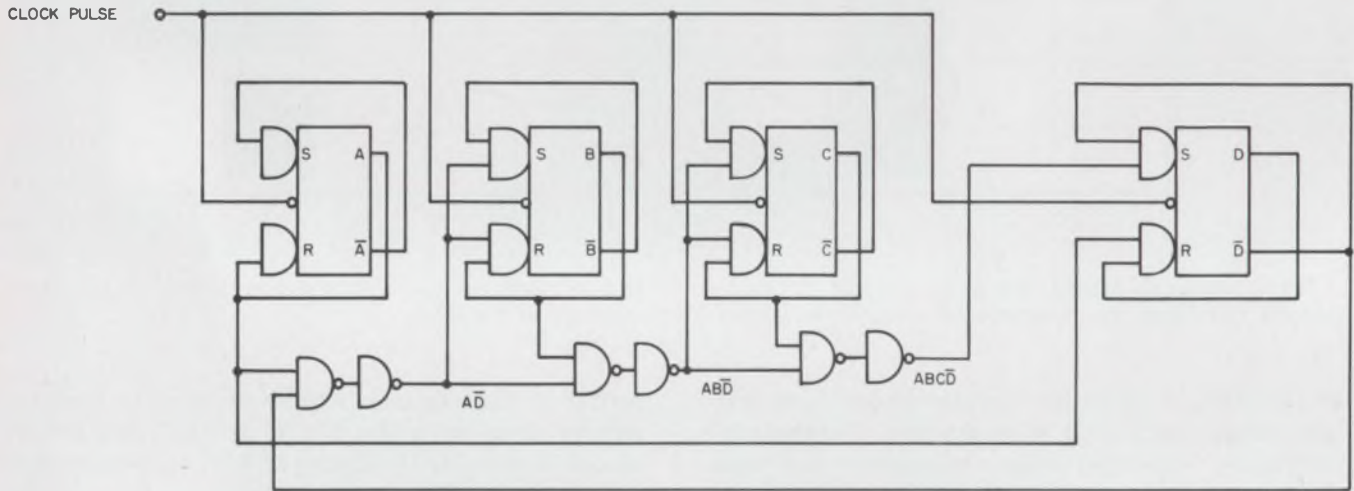 CLOCK PULSE
S A S B S C S D
R A̅ R B̅ R C̅ R D̅
AD̅ ABD̅ ABCD̅